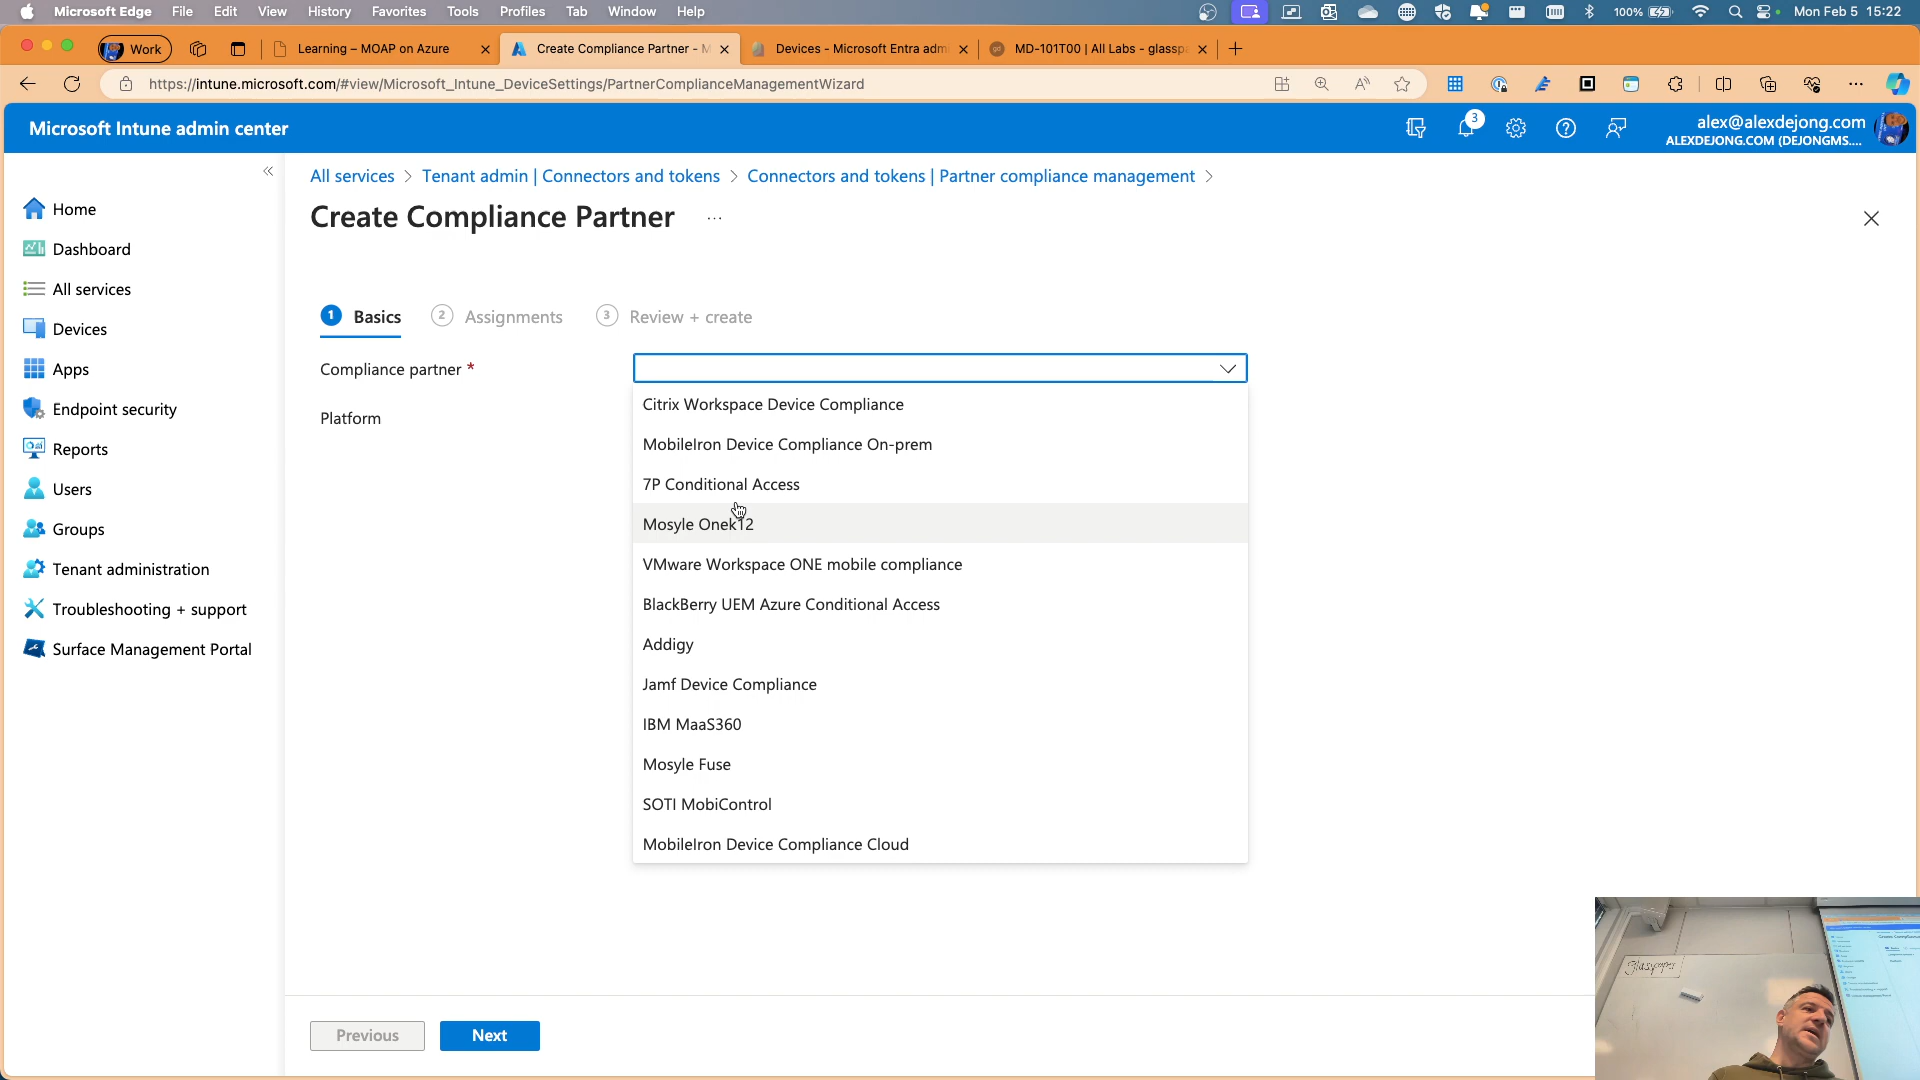 Microsoft Edge File Edit View History Favorites Tools Profiles Tab Window Help 100% Mon Feb 5 15:22
Work Learning – MOAP on Azure Create Compliance Partner - M Devices - Microsoft Entra adm MD-101T00 | All Labs - glassp
https://intune.microsoft.com/#view/Microsoft_Intune_DeviceSettings/PartnerComplianceManagementWizard
Microsoft Intune admin center
3
alex@alexdejong.com
ALEXDEJONG.COM (DEJONGMS....
All services > Tenant admin | Connectors and tokens > Connectors and tokens | Partner compliance management >
Create Compliance Partner ...
Home
Dashboard
All services
Devices
Apps
Endpoint security
Reports
Users
Groups
Tenant administration
Troubleshooting + support
Surface Management Portal
1 Basics 2 Assignments 3 Review + create
Compliance partner *
Platform
Citrix Workspace Device Compliance
MobileIron Device Compliance On-prem
7P Conditional Access
Mosyle Onek12
VMware Workspace ONE mobile compliance
BlackBerry UEM Azure Conditional Access
Addigy
Jamf Device Compliance
IBM MaaS360
Mosyle Fuse
SOTI MobiControl
MobileIron Device Compliance Cloud
Previous Next
Glasspaper